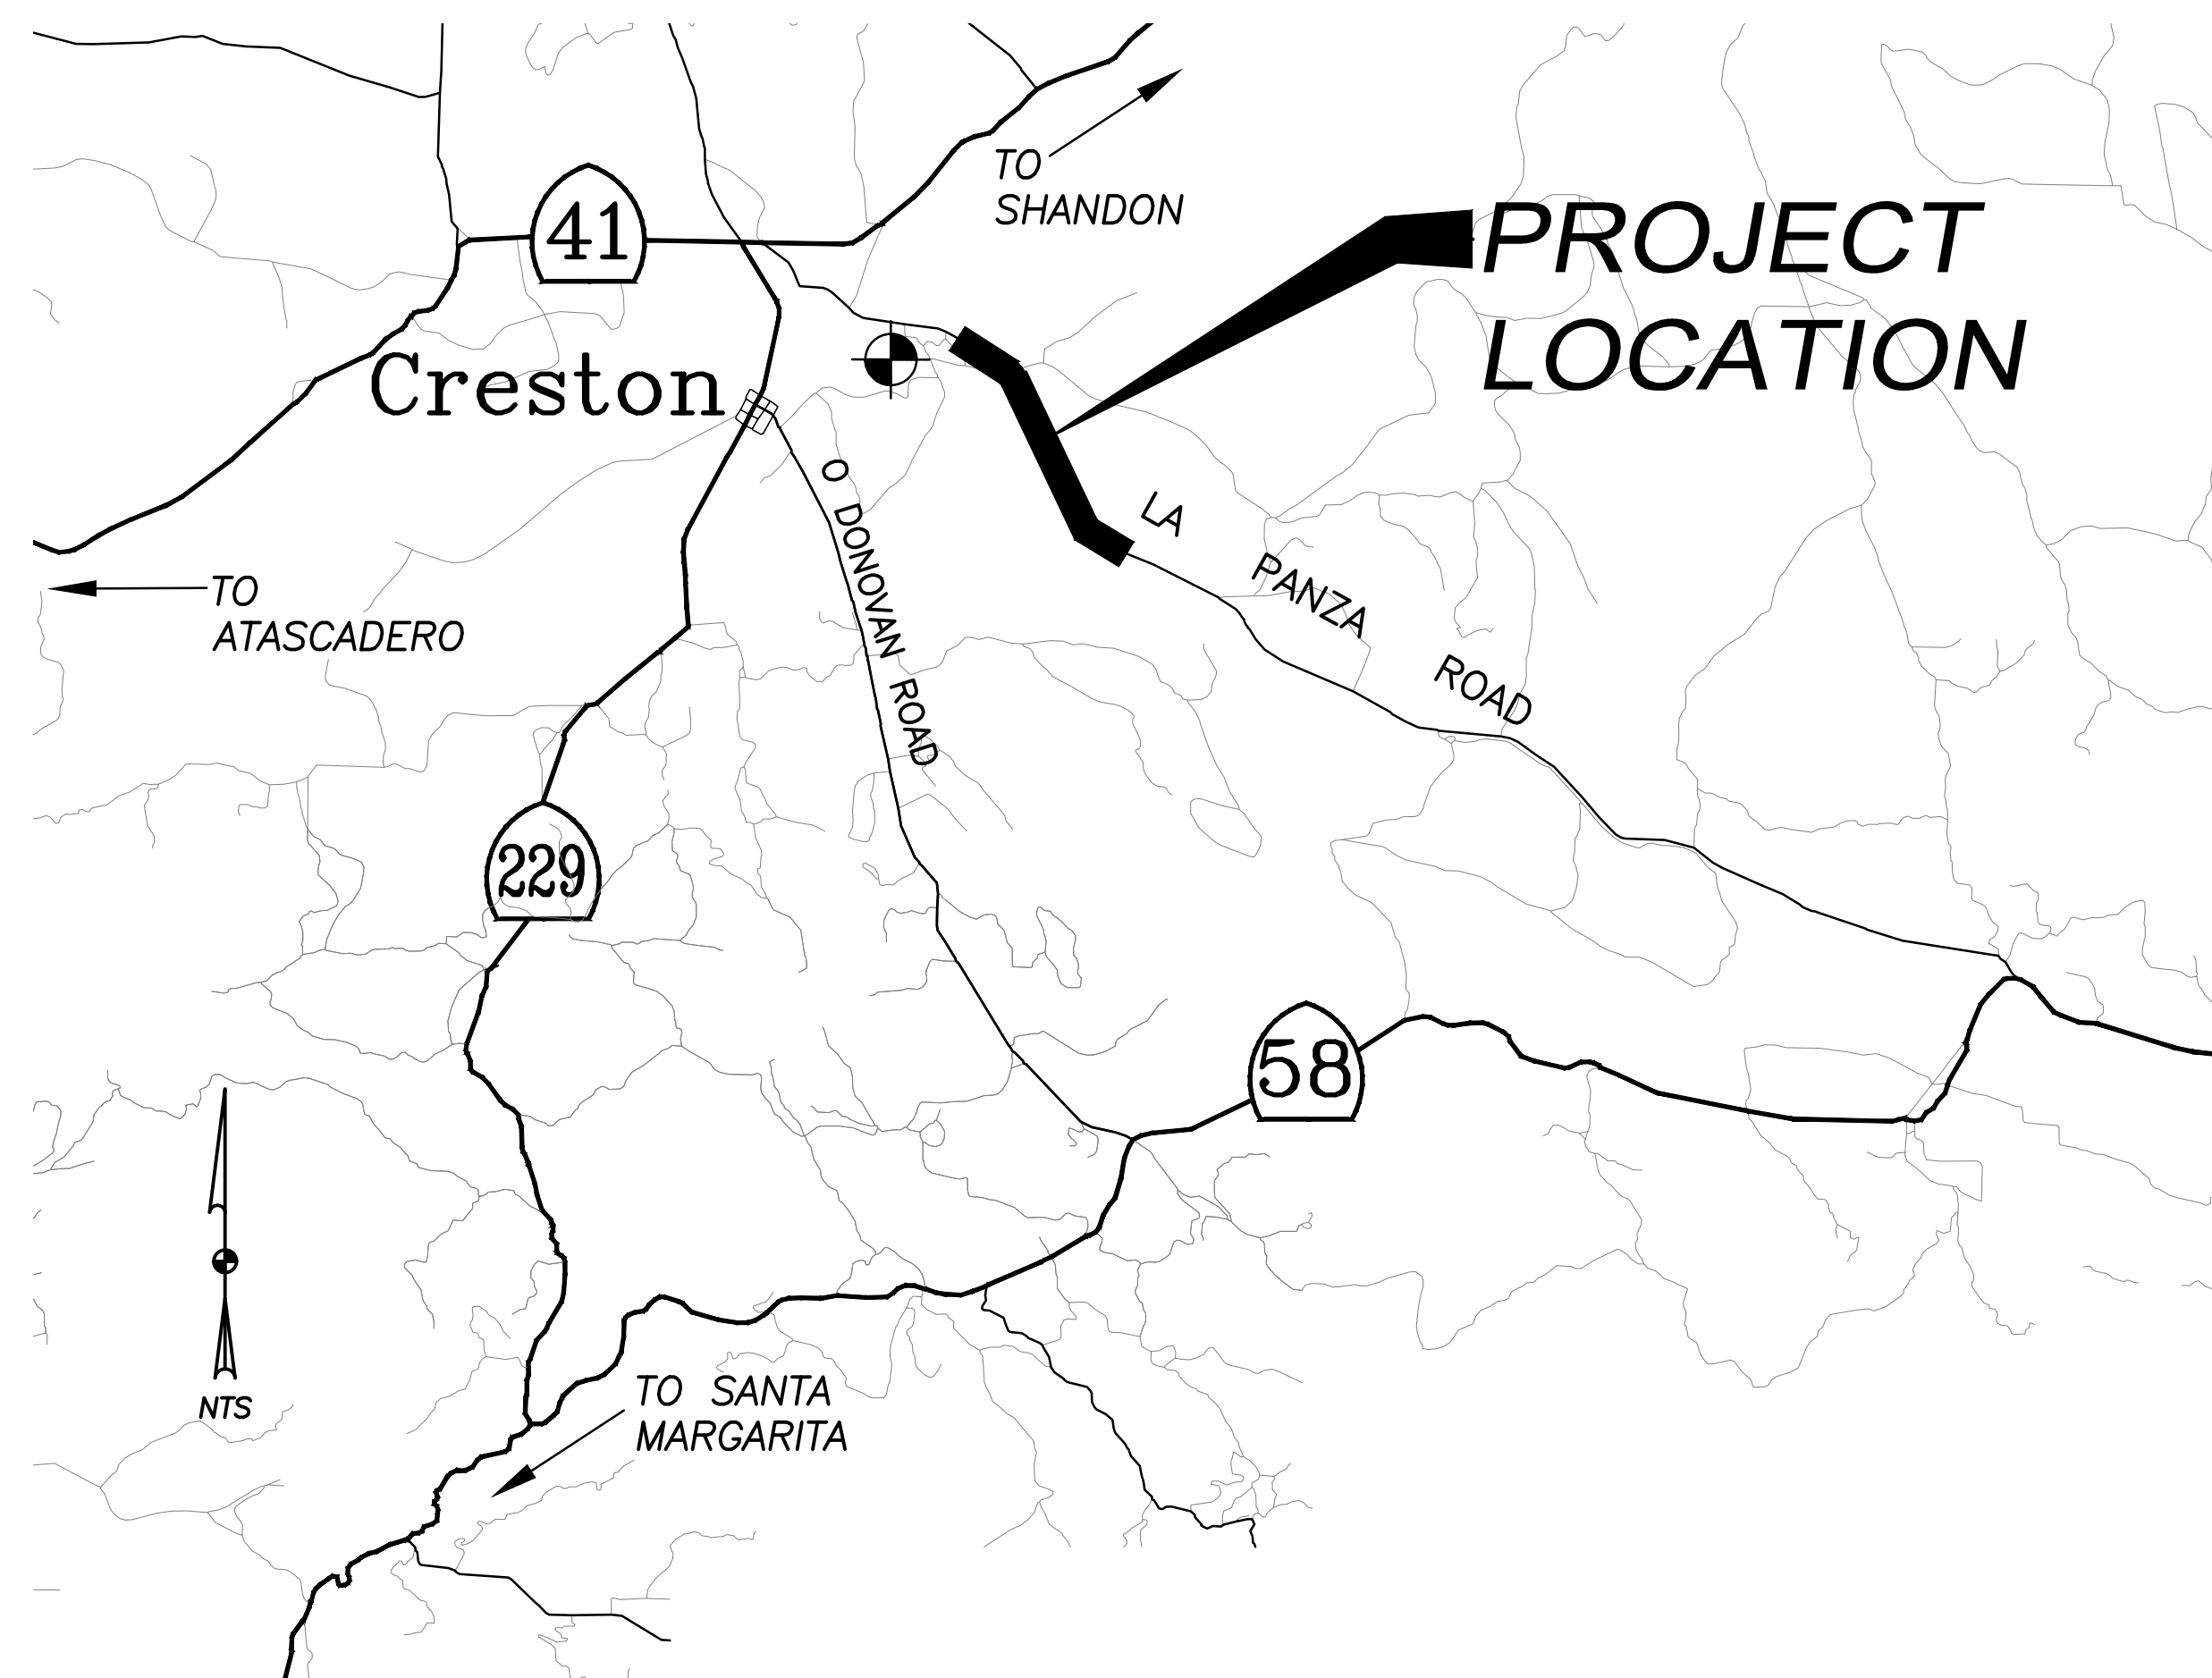 TO
SHANDON
41
PROJECT
LOCATION
Creston
O DONOVAN ROAD
LA PANZA ROAD
TO
ATASCADERO
229
58
TO SANTA
MARGARITA
NTS